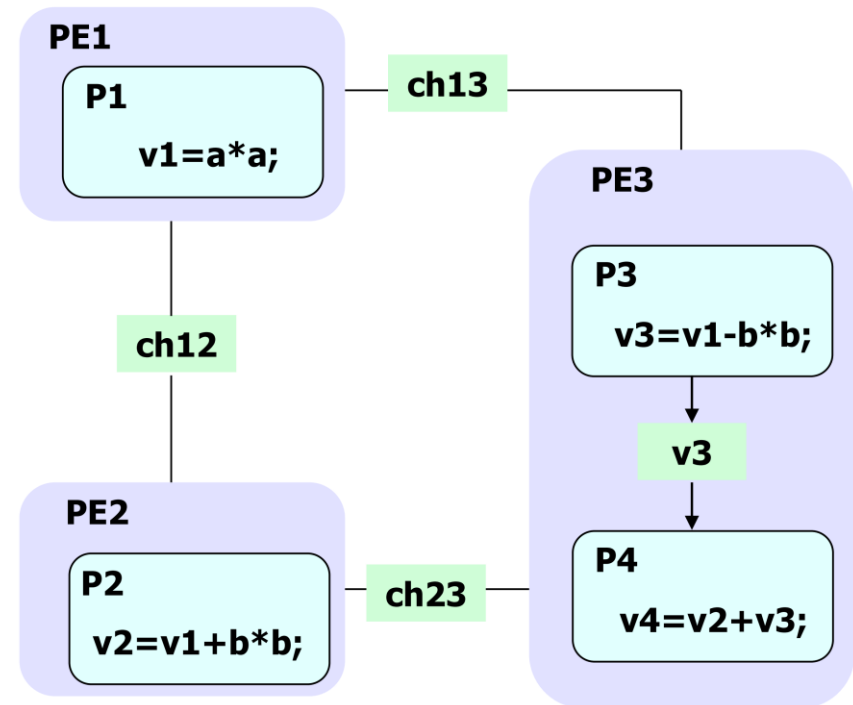 PE1
P1
v1=a*a;
ch13
PE3
P3
v3=v1-b*b;
ch12
v3
PE2
P2
v2=v1+b*b;
ch23
P4
v4=v2+v3;